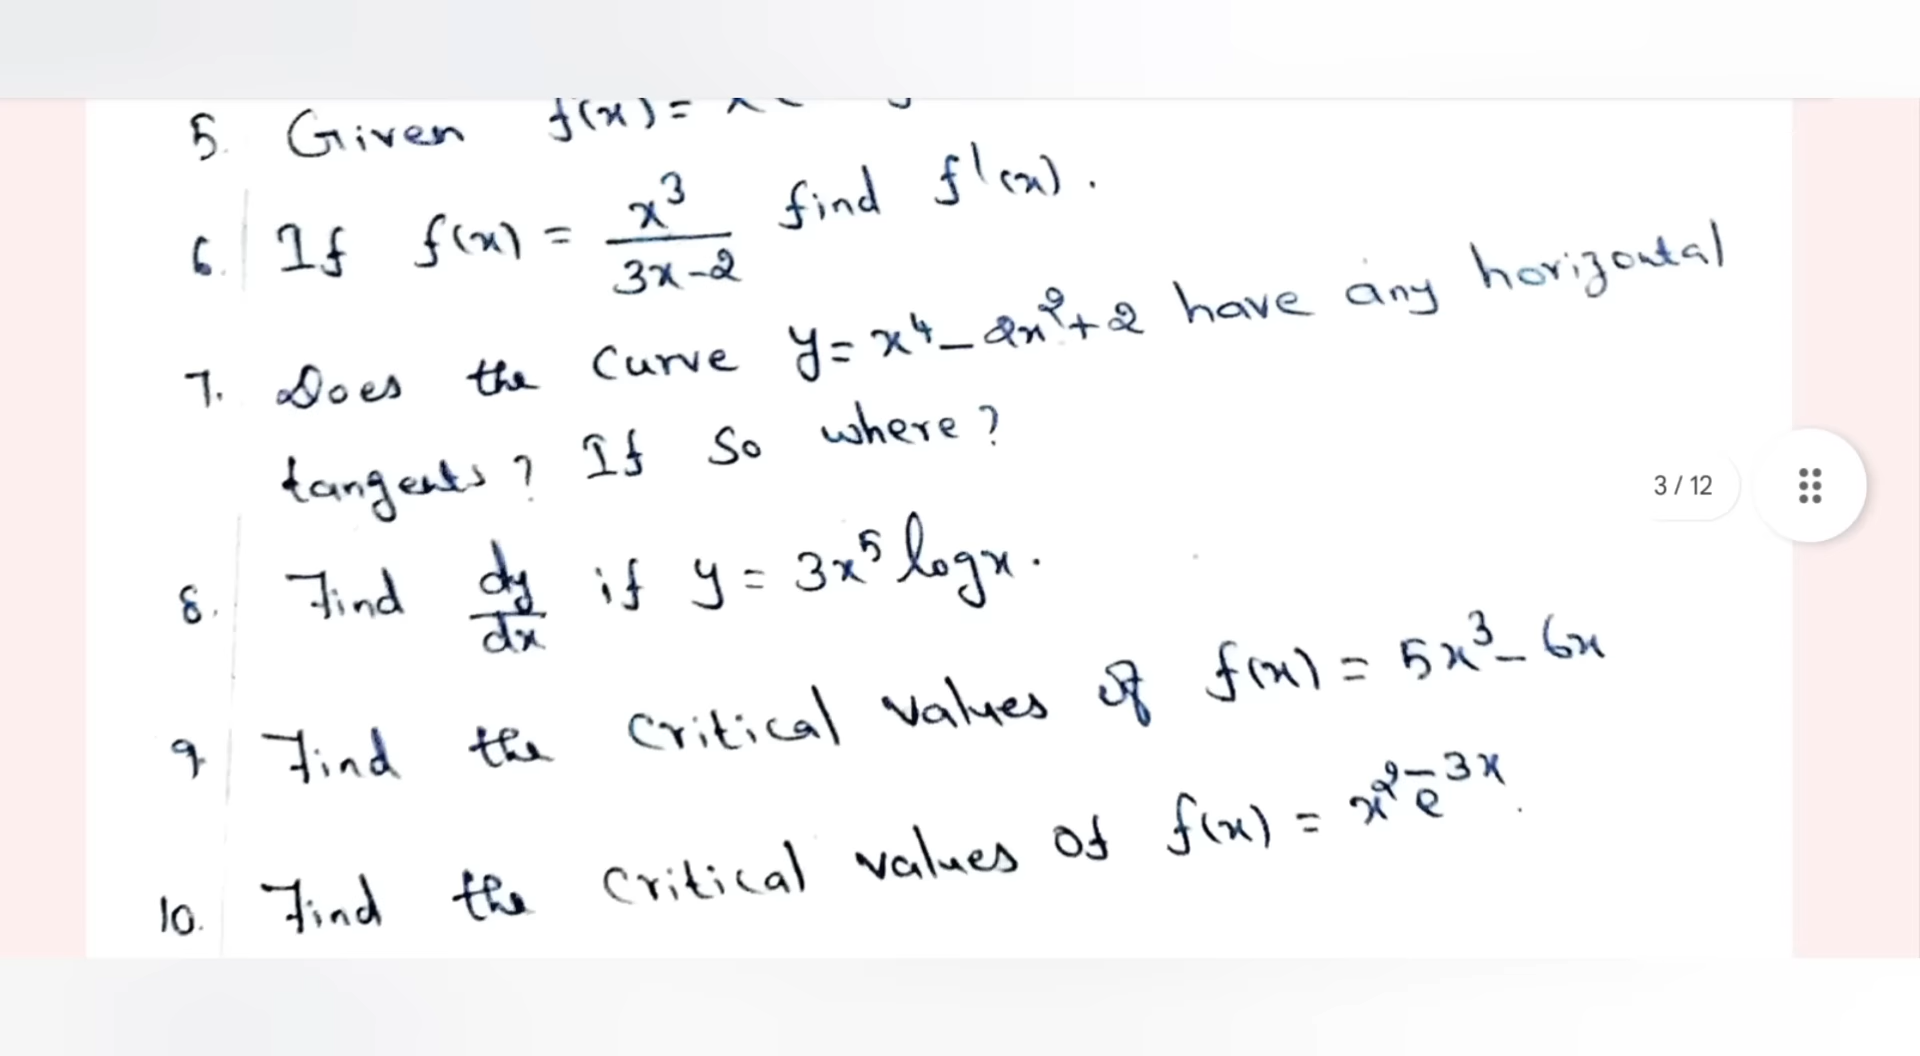 5. Given f(x) =
6. If f(x) = x³/(3x-2) find f'(x).
7. Does the curve y = x⁴ - 2x² + 2 have any horizontal
tangents? If so where?
3 / 12
8. Find dy/dx if y = 3x⁵ log x.
9. Find the critical values of f(x) = 5x³ - 6x
10. Find the critical values of f(x) = x² e^-3x.